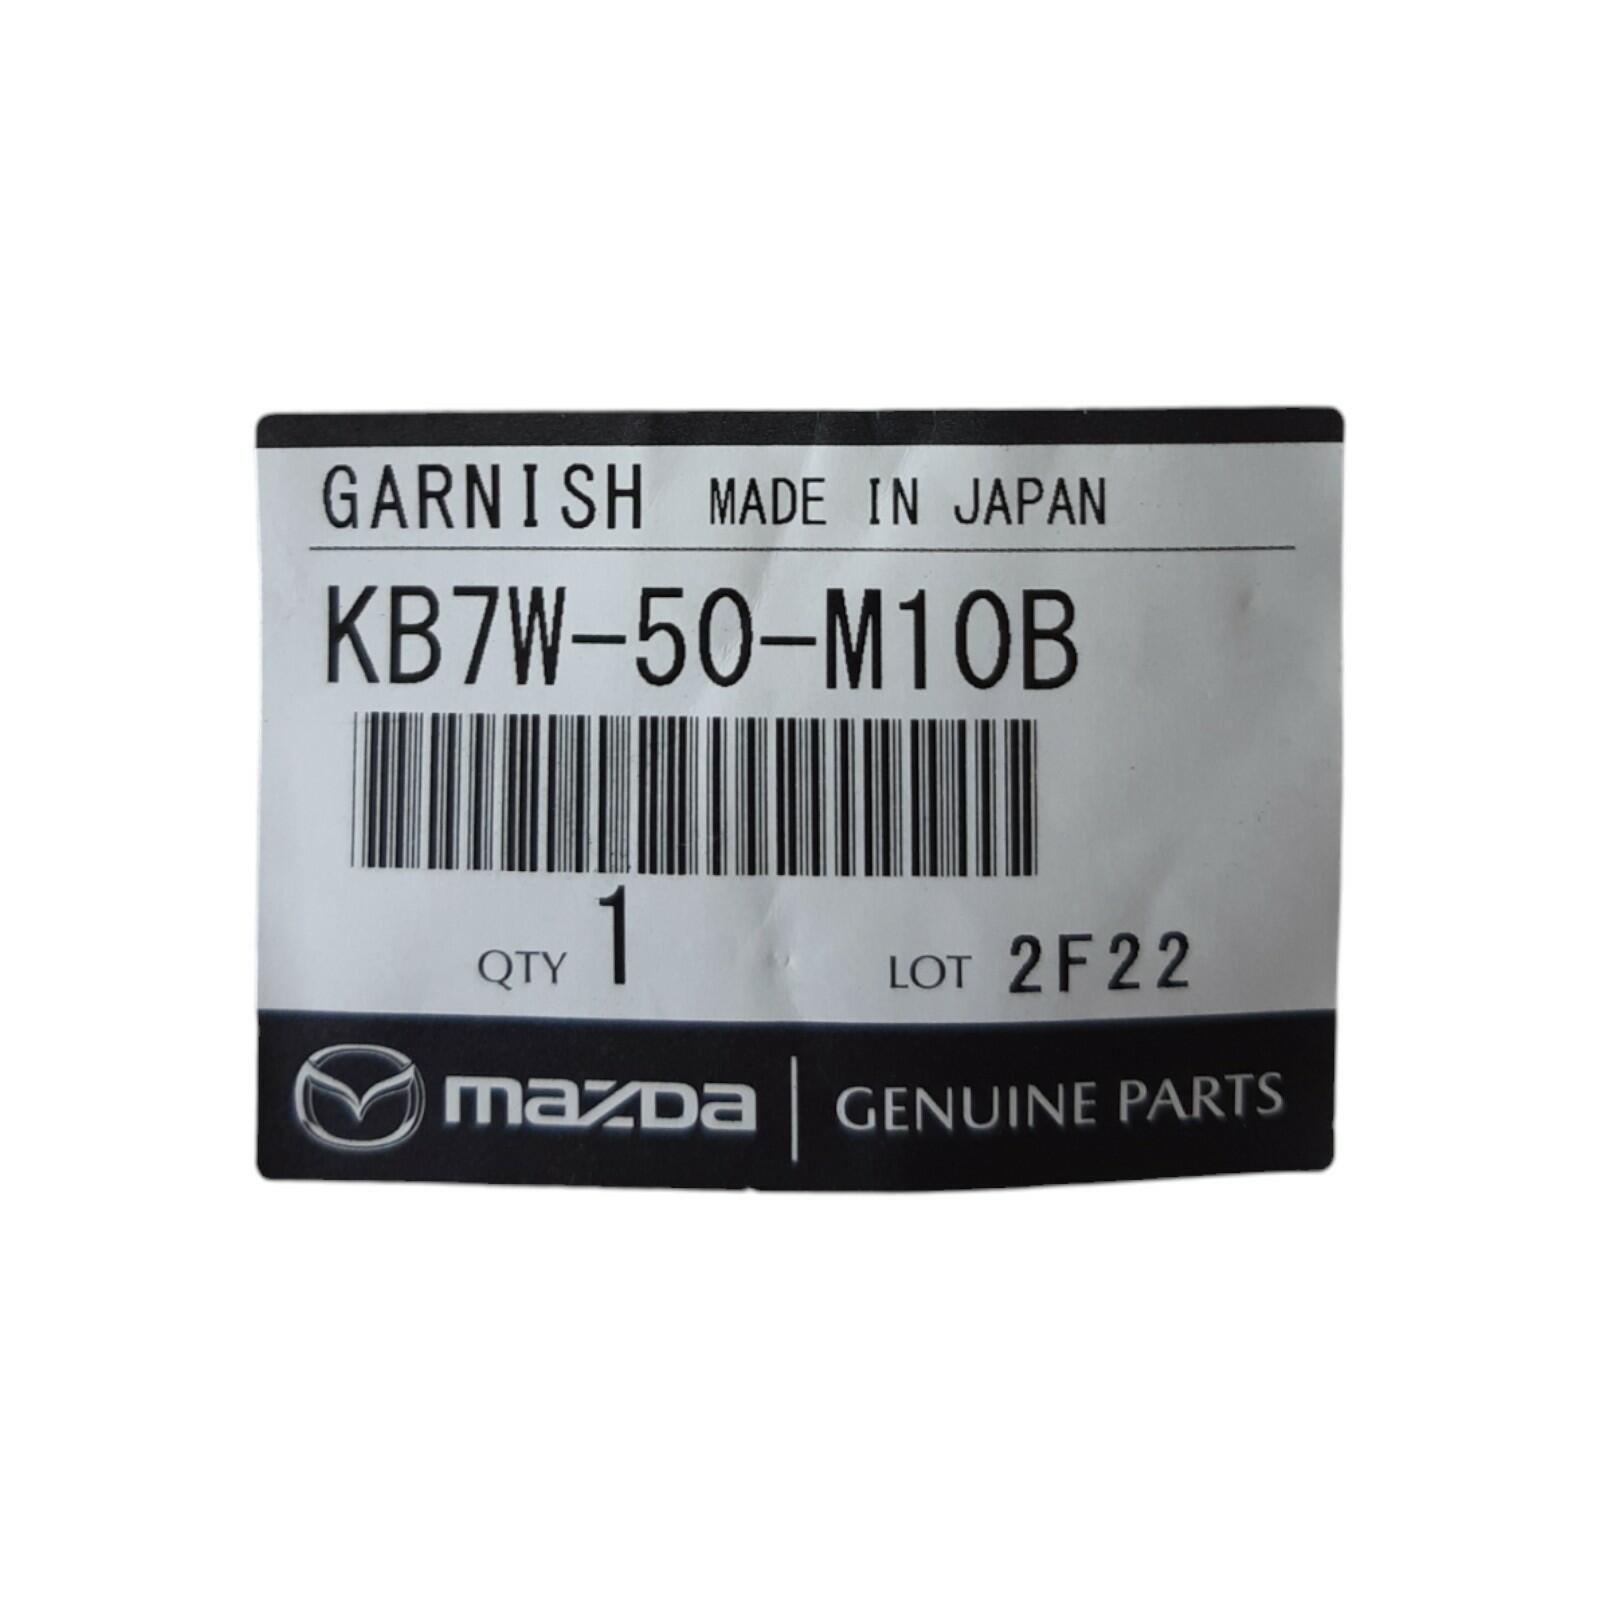 GARNISH MADE IN JAPAN
KB7W-50-M10B
QTY 1 LOT 2F22
mazda GENUINE PARTS